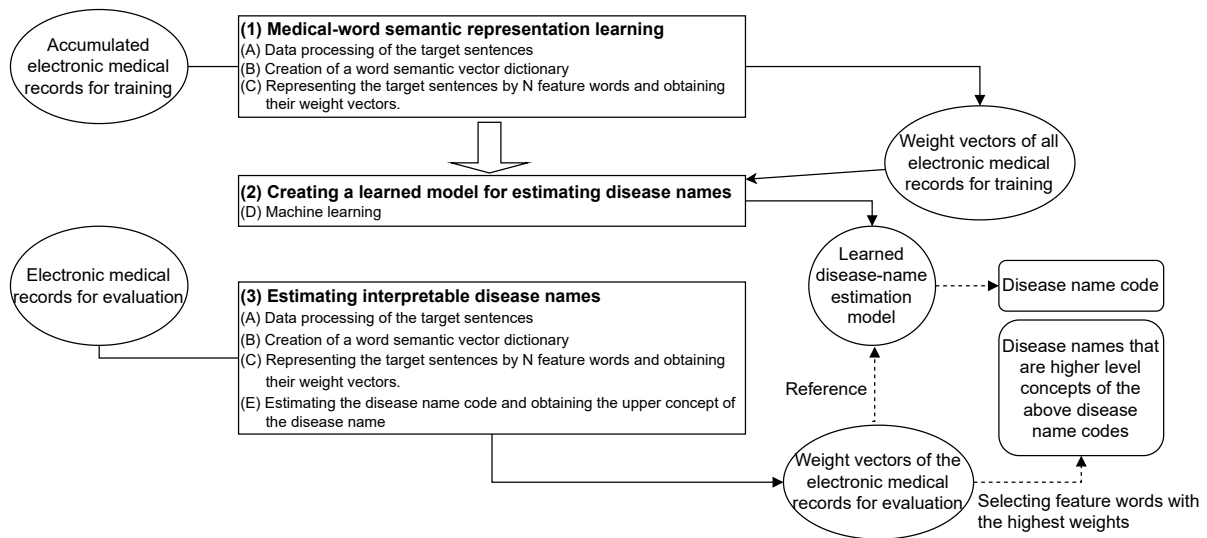 Accumulated
electronic medical
records for training
(1) Medical-word semantic representation learning
(A) Data processing of the target sentences
(B) Creation of a word semantic vector dictionary
(C) Representing the target sentences by N feature words and obtaining
their weight vectors.
Weight vectors of all
electronic medical
records for training
(2) Creating a learned model for estimating disease names
(D) Machine learning
Electronic medical
records for evaluation
(3) Estimating interpretable disease names
(A) Data processing of the target sentences
(B) Creation of a word semantic vector dictionary
(C) Representing the target sentences by N feature words and obtaining
their weight vectors.
(E) Estimating the disease name code and obtaining the upper concept of
the disease name
Learned
disease-name
estimation
model
Disease name code
Disease names that
are higher level
concepts of the
above disease
name codes
Reference
Weight vectors of the
electronic medical
records for evaluation
Selecting feature words with
the highest weights